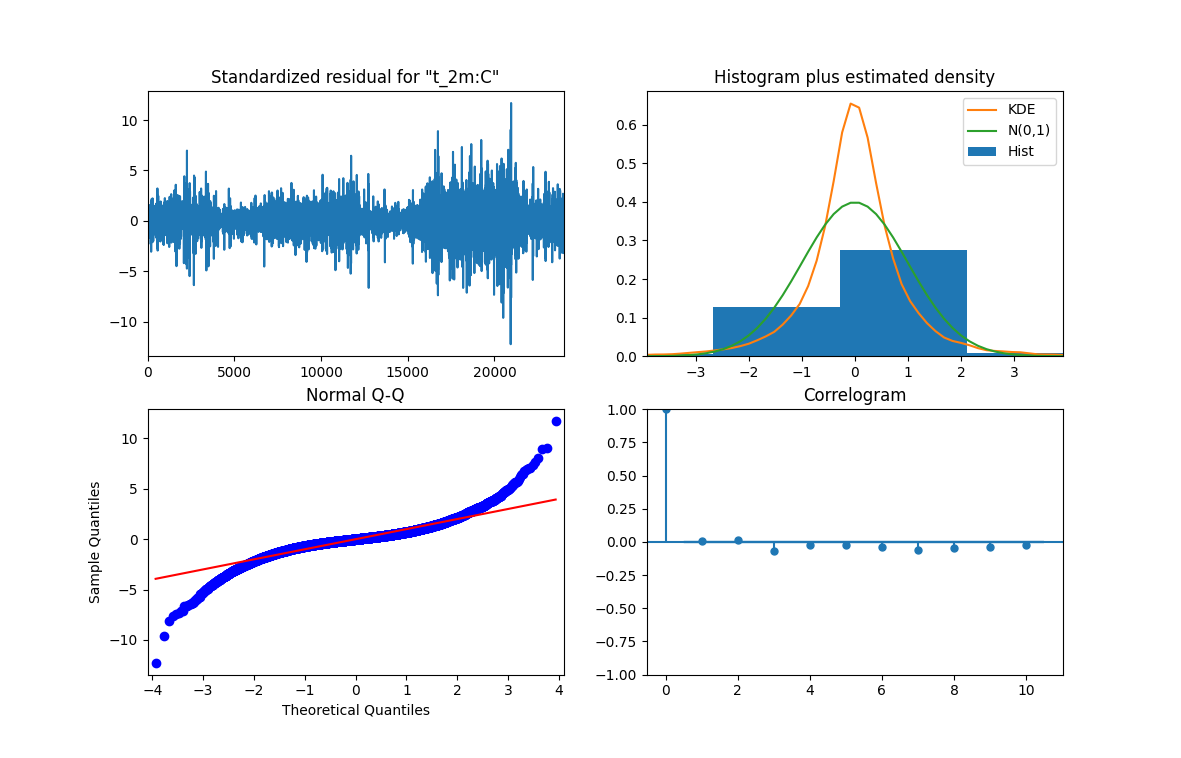 Standardized residual for "t_2m:C"
10
5
0
−5
−10
0 5000 10000 15000 20000
Histogram plus estimated density
KDE
N(0,1)
Hist
0.6
0.5
0.4
0.3
0.2
0.1
0.0
−3 −2 −1 0 1 2 3
Normal Q-Q
Sample Quantiles
10
5
0
−5
−10
−4 −3 −2 −1 0 1 2 3 4
Theoretical Quantiles
Correlogram
1.00
0.75
0.50
0.25
0.00
−0.25
−0.50
−0.75
−1.00
0 2 4 6 8 10